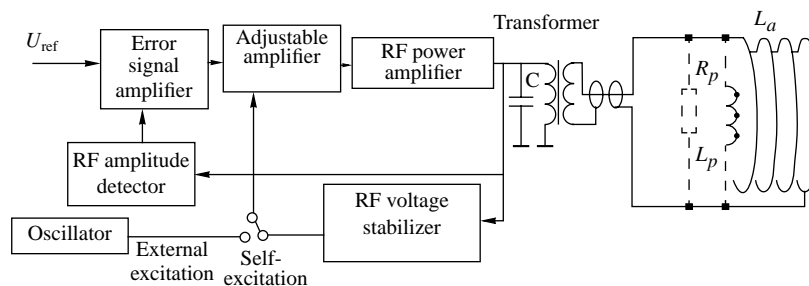 Transformer
L_a
U_ref
Error
signal
amplifier
Adjustable
amplifier
RF power
amplifier
C
R_p
L_p
RF amplitude
detector
RF voltage
stabilizer
Oscillator
External
excitation
Self-
excitation